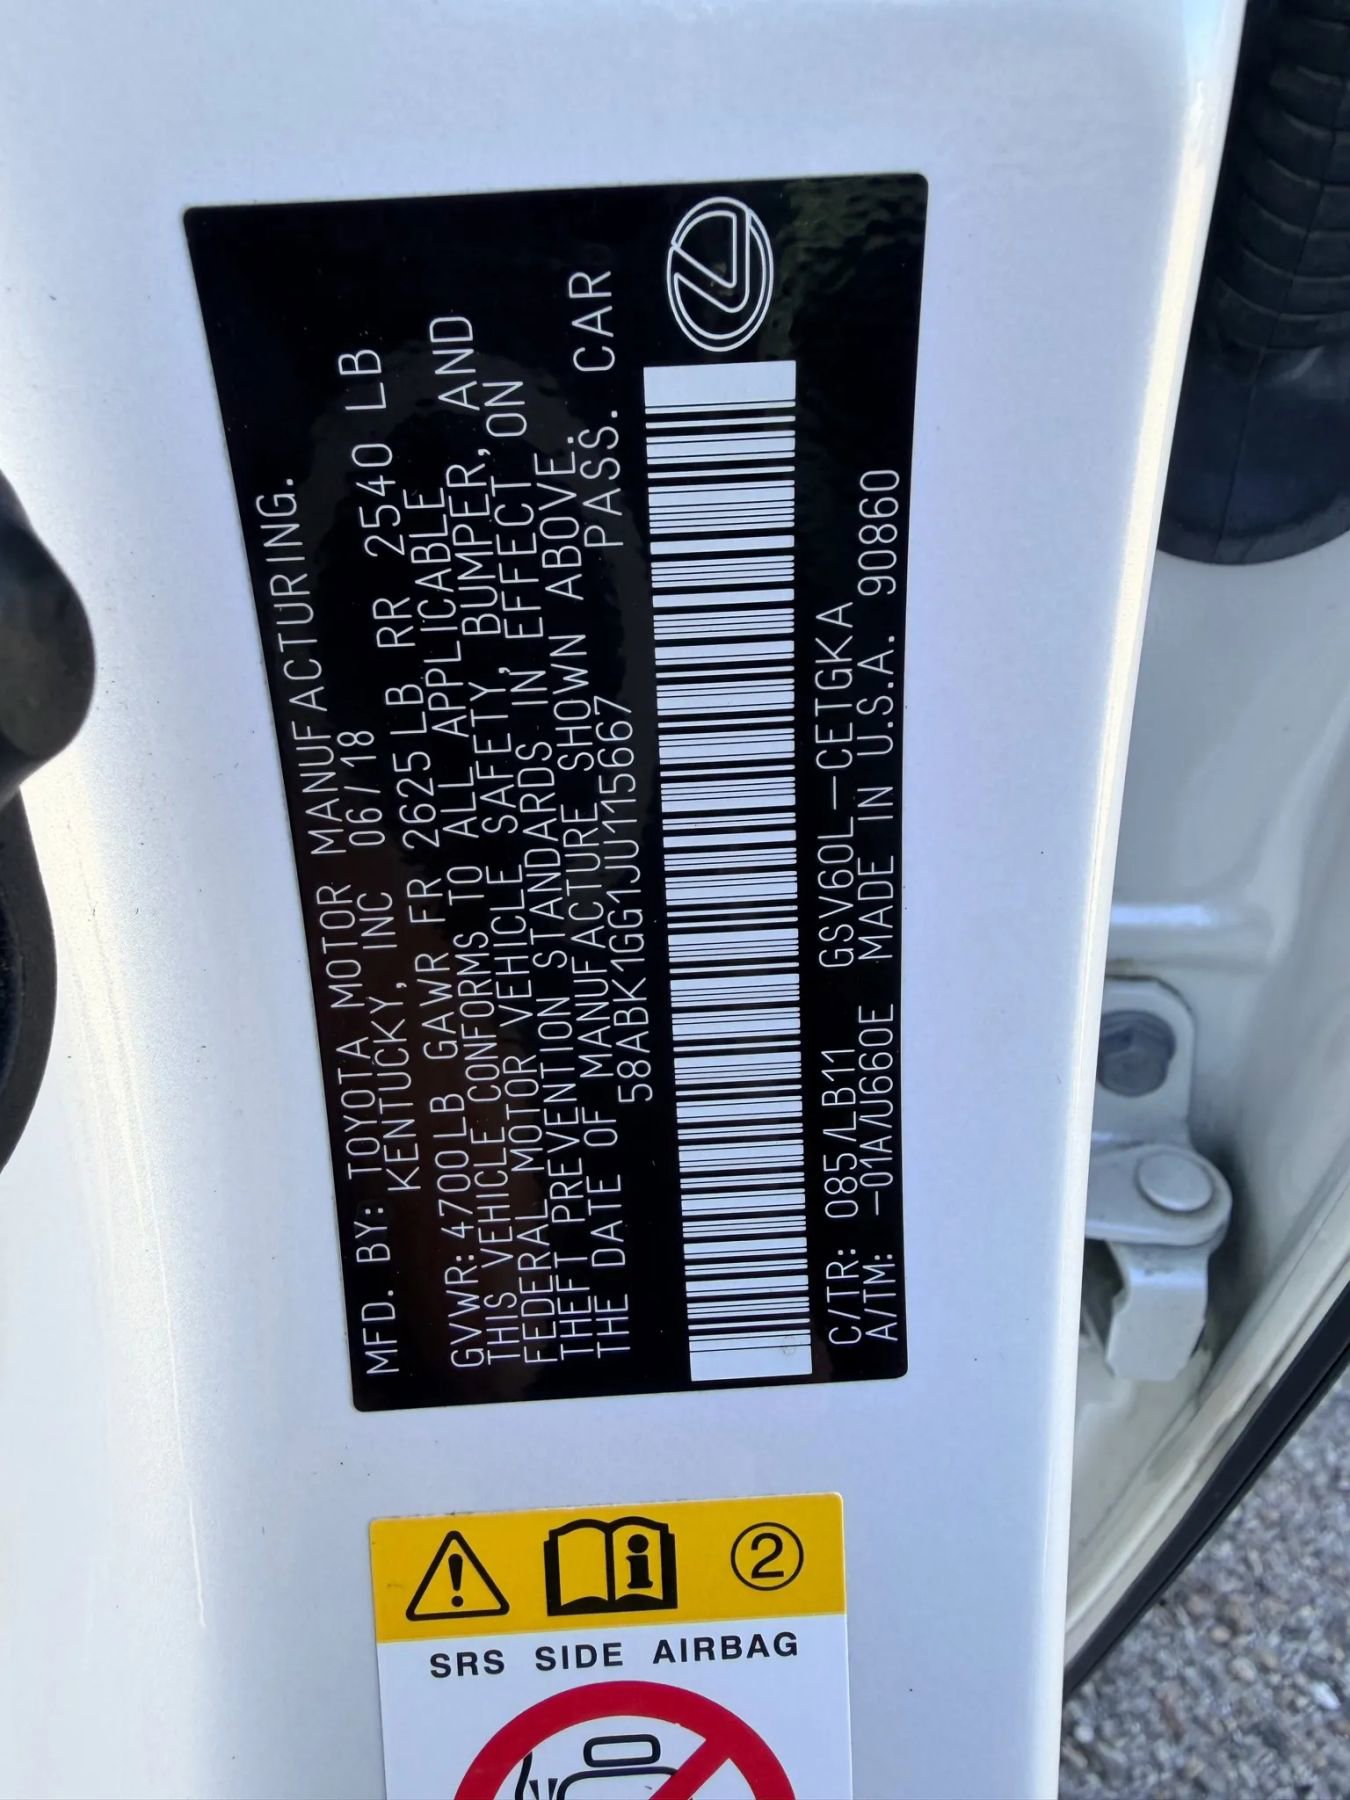 MFD. BY: TOYOTA MOTOR MANUFACTURING.
KENTUCKY, INC 06/18
GVWR: 4700LB GAWR FR 2625LB RR 2540 LB
THIS VEHICLE CONFORMS TO ALL APPLICABLE
FEDERAL MOTOR VEHICLE SAFETY, BUMPER, AND
THEFT PREVENTION STANDARDS IN EFFECT ON
THE DATE OF MANUFACTURE SHOWN ABOVE.
58ABK1GG1JU115667 PASS. CAR
C/TR: 085/LB11 GSV60L-CETGKA
A/TM: -01A/U660E MADE IN U.S.A. 90860
2
SRS SIDE AIRBAG